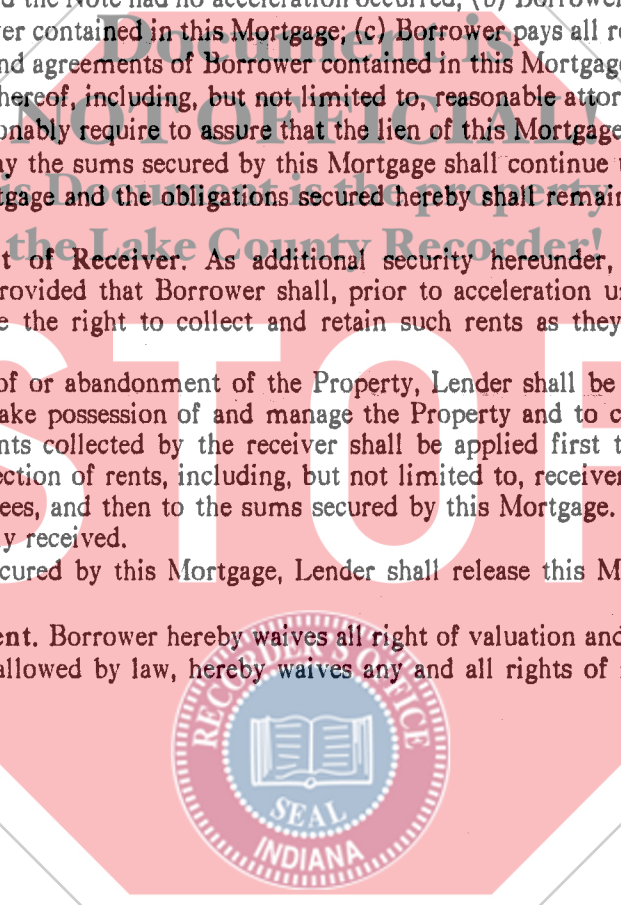 the Note had no acceleration occurred, (b) Borrower
er contained in this Mortgage; (c) Borrower pays all
Document is
nd agreements of Borrower contained in this Mortgage
hereof, including, but not limited to, reasonable attor
NOT OFFICIAL!
onably require to assure that the lien of this Mortgage
y the sums secured by this Mortgage shall continue
Document is the property
tgage and the obligations secured hereby shall remain
the Lake County Recorder!
t of Receiver. As additional security hereunder,
rovided that Borrower shall, prior to acceleration u
e the right to collect and retain such rents as they
STOP
of or abandonment of the Property, Lender shall be
ake possession of and manage the Property and to c
nts collected by the receiver shall be applied first t
ection of rents, including, but not limited to, receiver
ees, and then to the sums secured by this Mortgage.
y received.
cured by this Mortgage, Lender shall release this M
ent. Borrower hereby waives all right of valuation and
allowed by law, hereby waives any and all rights of
RECORDER'S OFFICE
SEAL
INDIANA